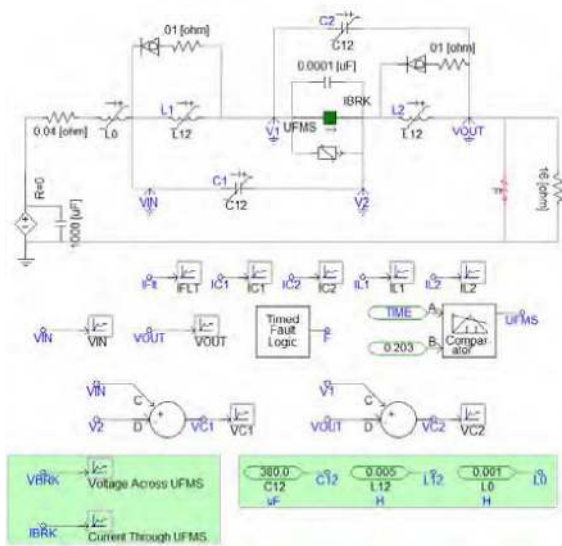 C2
C12
01 [ohm]
01 [ohm]
0.0001 [uF]
IBRK
L1
L2
0.04 [ohm]
L0
L12
V1
UFMS
L12
VOUT
C1
C12
VIN
V2
R=0
1000 [uF]
16 [ohm]
IFlt
IFLT
IC1
IC1
IC2
IC2
IL1
IL1
IL2
IL2
VIN
VIN
VOUT
VOUT
Timed
Fault
Logic
F
TIME
A
0.203
B
Compar
ator
UFMS
VIN
C
V2
D
VC1
VC1
V1
C
VOUT
D
VC2
VC2
VBRK
Voltage Across UFMS
IBRK
Current Through UFMS
380.0
C12
C12
uF
0.005
L12
L12
H
0.001
L0
L0
H